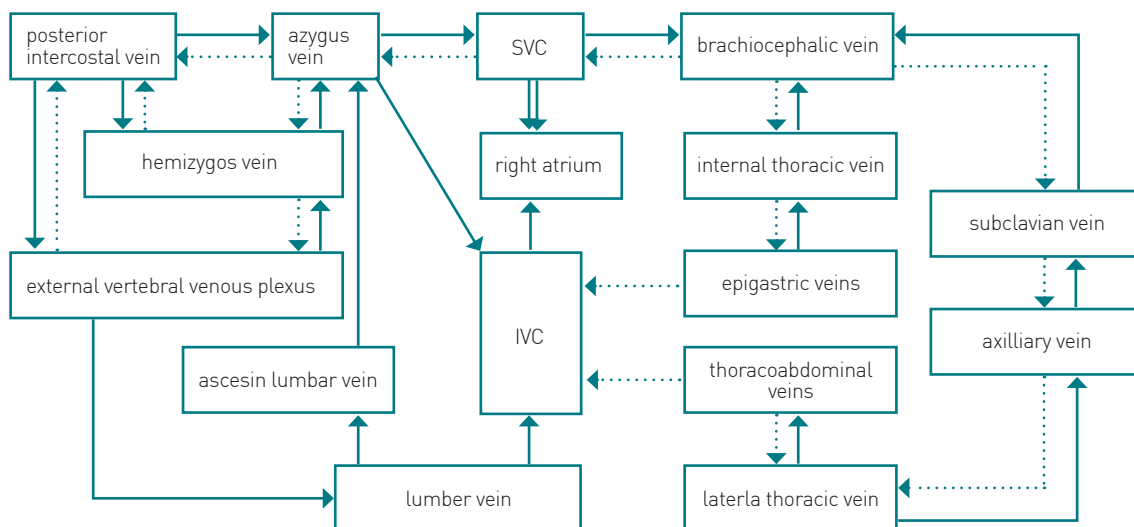 posterior
intercostal vein
azygus
vein
SVC
brachiocephalic vein
hemizygos vein
right atrium
internal thoracic vein
subclavian vein
external vertebral venous plexus
IVC
epigastric veins
axilliary vein
ascesin lumbar vein
thoracoabdominal
veins
lumber vein
laterla thoracic vein